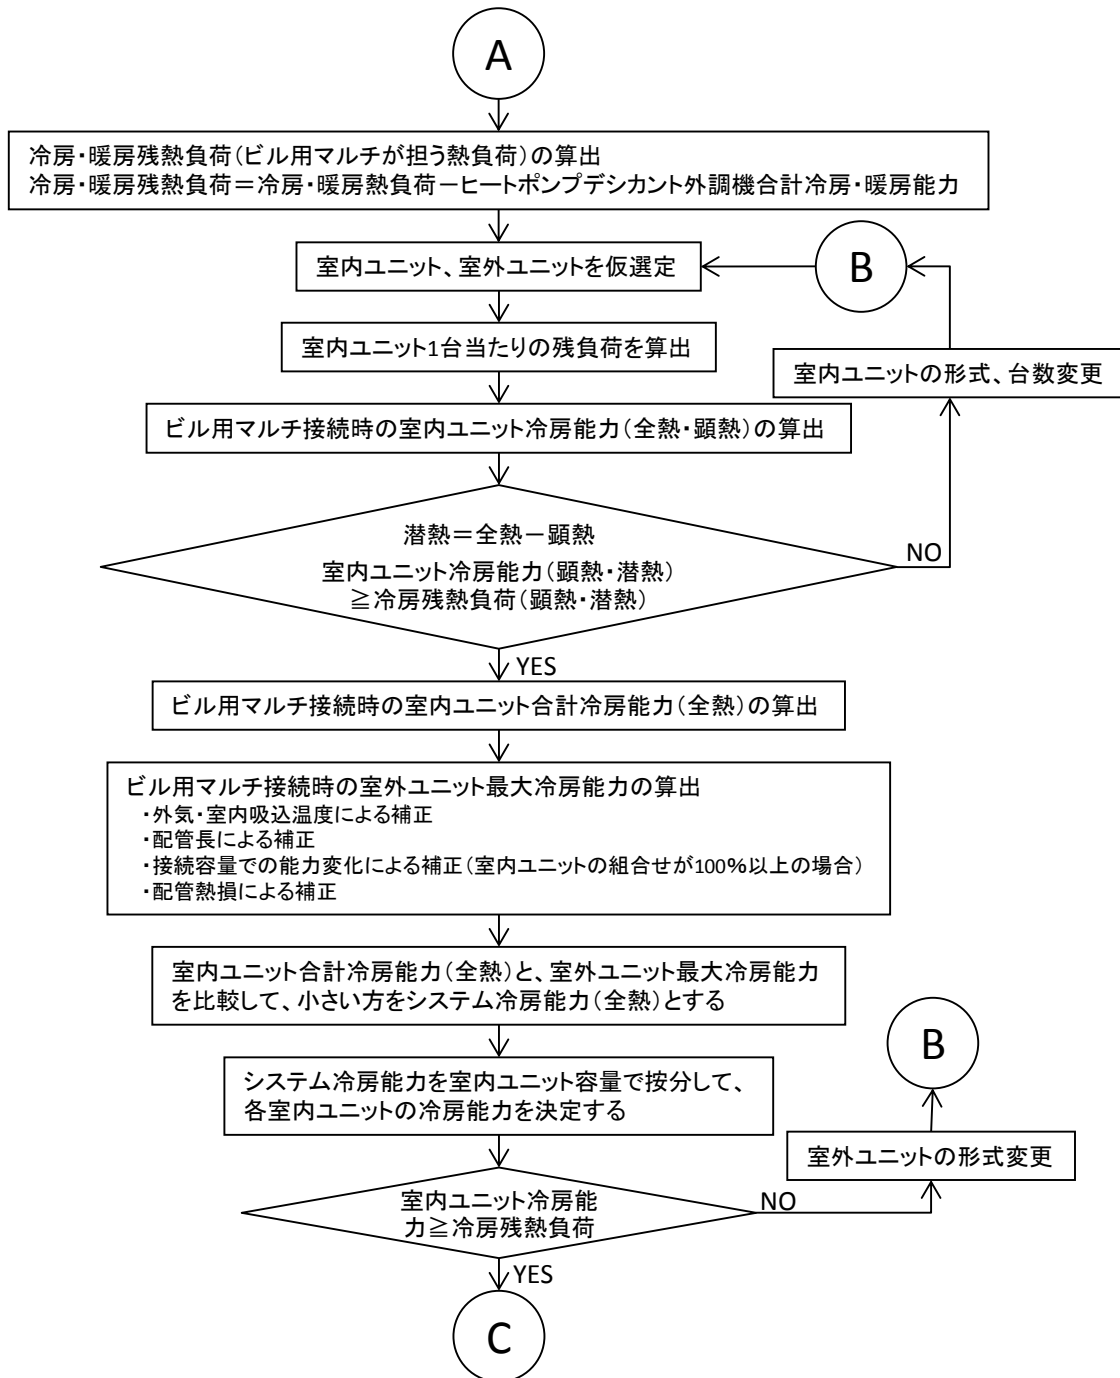 A
冷房・暖房残熱負荷(ビル用マルチが担う熱負荷)の算出
冷房・暖房残熱負荷＝冷房・暖房熱負荷－ヒートポンプデシカント外調機合計冷房・暖房能力
室内ユニット、室外ユニットを仮選定
B
室内ユニット1台当たりの残負荷を算出
室内ユニットの形式、台数変更
ビル用マルチ接続時の室内ユニット冷房能力(全熱・顕熱)の算出
潜熱＝全熱－顕熱
室内ユニット冷房能力(顕熱・潜熱)
≧冷房残熱負荷(顕熱・潜熱)
NO
YES
ビル用マルチ接続時の室内ユニット合計冷房能力(全熱)の算出
ビル用マルチ接続時の室外ユニット最大冷房能力の算出
・外気・室内吸込温度による補正
・配管長による補正
・接続容量での能力変化による補正(室内ユニットの組合せが100%以上の場合)
・配管熱損による補正
室内ユニット合計冷房能力(全熱)と、室外ユニット最大冷房能力
を比較して、小さい方をシステム冷房能力(全熱)とする
B
システム冷房能力を室内ユニット容量で按分して、
各室内ユニットの冷房能力を決定する
室外ユニットの形式変更
室内ユニット冷房能
力≧冷房残熱負荷
NO
YES
C